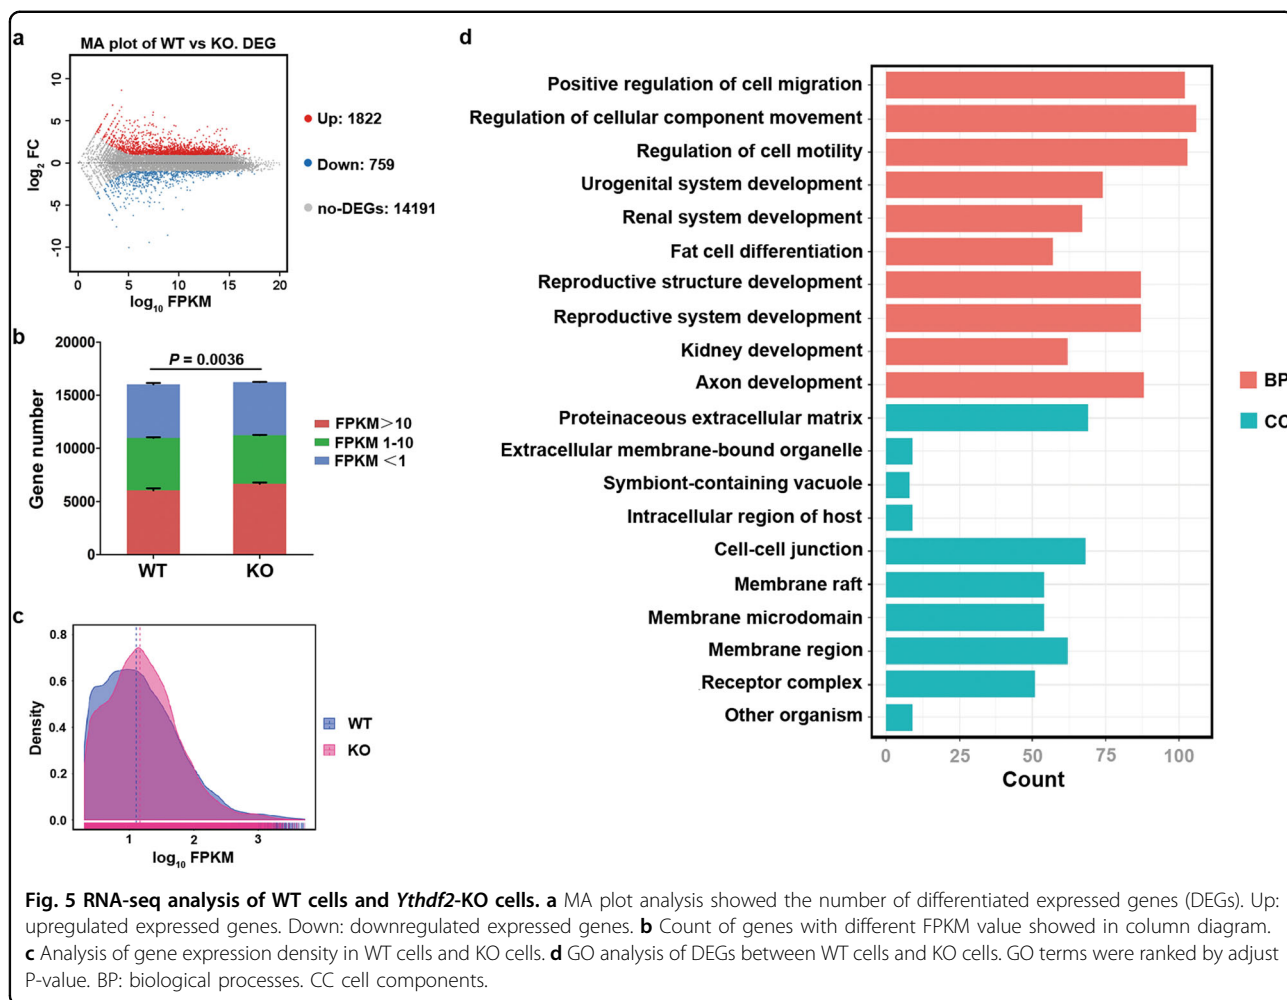 a
MA plot of WT vs KO. DEG
10
5
0
-5
-10
log2 FC
0 5 10 15 20
log10 FPKM
Up: 1822
Down: 759
no-DEGs: 14191
b
20000
15000
10000
5000
0
Gene number
P = 0.0036
WT KO
FPKM＞10
FPKM 1-10
FPKM ＜1
c
0.8
0.6
0.4
0.2
0.0
Density
1 2 3
log10 FPKM
WT
KO
d
Positive regulation of cell migration
Regulation of cellular component movement
Regulation of cell motility
Urogenital system development
Renal system development
Fat cell differentiation
Reproductive structure development
Reproductive system development
Kidney development
Axon development
Proteinaceous extracellular matrix
Extracellular membrane-bound organelle
Symbiont-containing vacuole
Intracellular region of host
Cell-cell junction
Membrane raft
Membrane microdomain
Membrane region
Receptor complex
Other organism
0 25 50 75 100
Count
BP
CC
Fig. 5 RNA-seq analysis of WT cells and Ythdf2-KO cells. a MA plot analysis showed the number of differentiated expressed genes (DEGs). Up:
upregulated expressed genes. Down: downregulated expressed genes. b Count of genes with different FPKM value showed in column diagram.
c Analysis of gene expression density in WT cells and KO cells. d GO analysis of DEGs between WT cells and KO cells. GO terms were ranked by adjust
P-value. BP: biological processes. CC cell components.